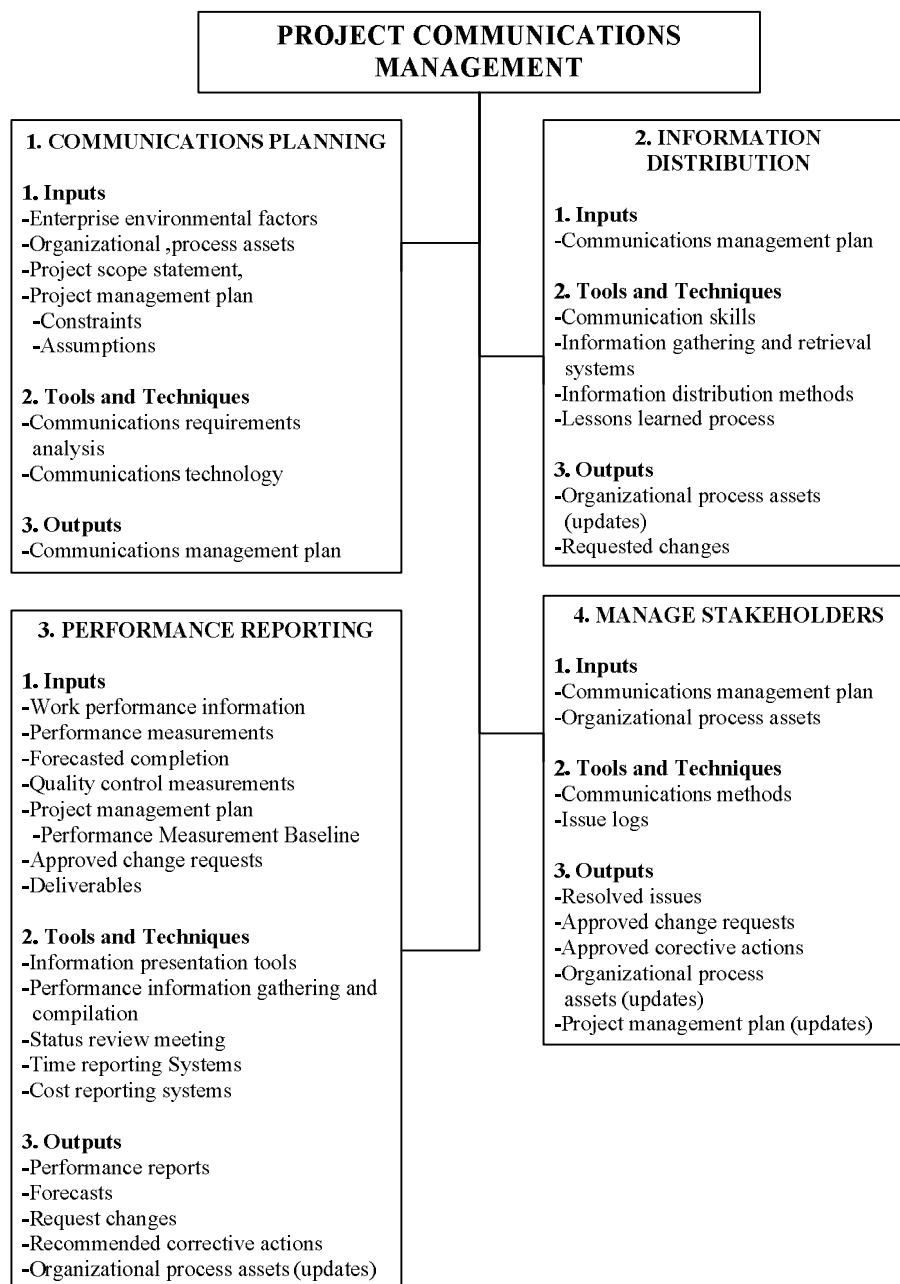 PROJECT COMMUNICATIONS
MANAGEMENT
1. COMMUNICATIONS PLANNING
1. Inputs
-Enterprise environmental factors
-Organizational ,process assets
-Project scope statement,
-Project management plan
-Constraints
-Assumptions
2. Tools and Techniques
-Communications requirements
analysis
-Communications technology
3. Outputs
-Communications management plan
2. INFORMATION
DISTRIBUTION
1. Inputs
-Communications management plan
2. Tools and Techniques
-Communication skills
-Information gathering and retrieval
systems
-Information distribution methods
-Lessons learned process
3. Outputs
-Organizational process assets
(updates)
-Requested changes
3. PERFORMANCE REPORTING
1. Inputs
-Work performance information
-Performance measurements
-Forecasted completion
-Quality control measurements
-Project management plan
-Performance Measurement Baseline
-Approved change requests
-Deliverables
2. Tools and Techniques
-Information presentation tools
-Performance information gathering and
compilation
-Status review meeting
-Time reporting Systems
-Cost reporting systems
3. Outputs
-Performance reports
-Forecasts
-Request changes
-Recommended corrective actions
-Organizational process assets (updates)
4. MANAGE STAKEHOLDERS
1. Inputs
-Communications management plan
-Organizational process assets
2. Tools and Techniques
-Communications methods
-Issue logs
3. Outputs
-Resolved issues
-Approved change requests
-Approved corective actions
-Organizational process
assets (updates)
-Project management plan (updates)